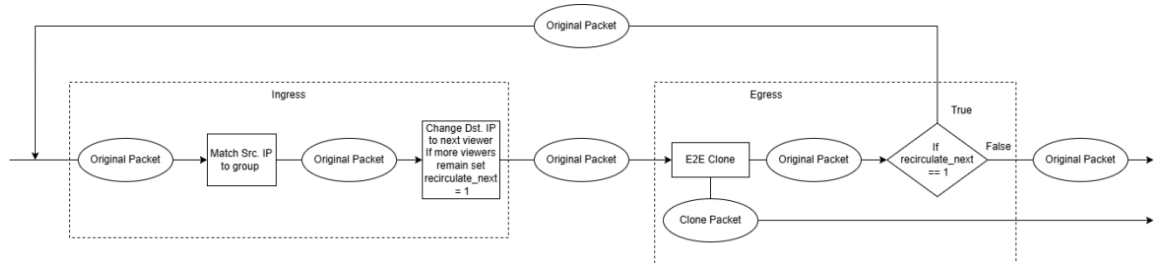 Original Packet
True
Ingress
Egress
Original Packet
Match Src. IP
to group
Original Packet
Change Dst. IP
to next viewer
If more viewers
remain set
recirculate_next
= 1
Original Packet
E2E Clone
Original Packet
If
recirculate_next
== 1
False
Original Packet
Clone Packet